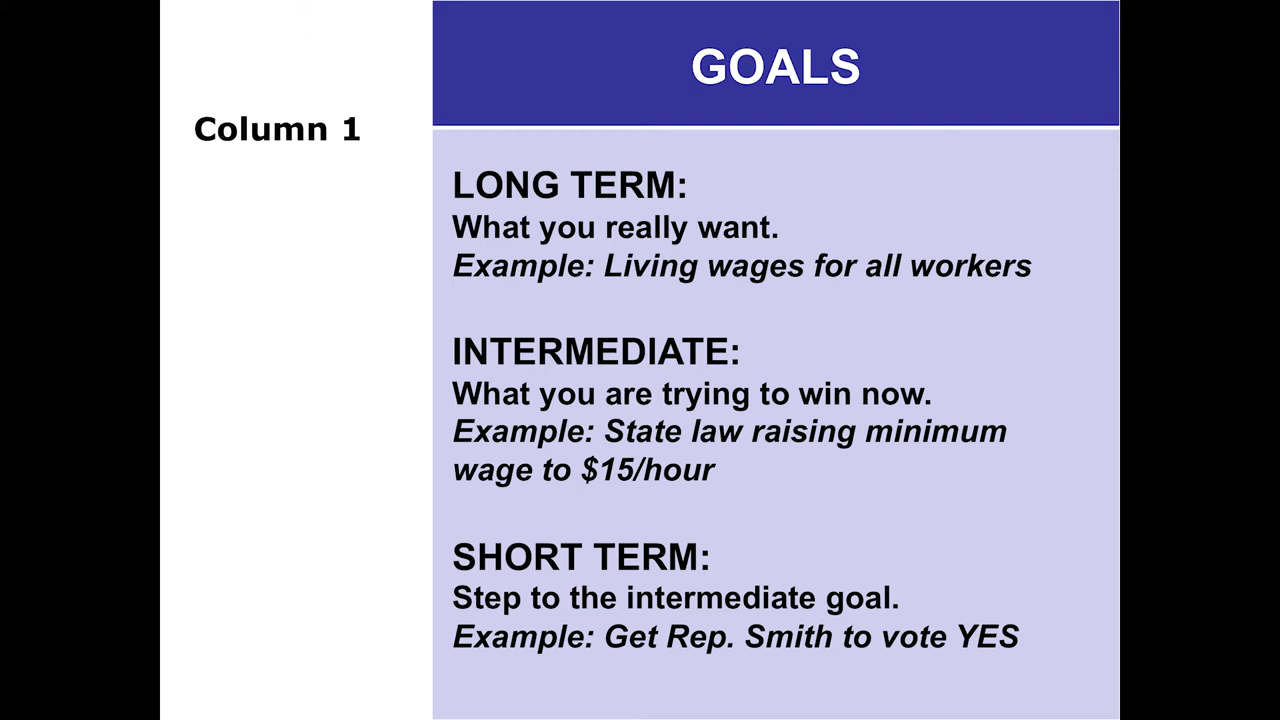 GOALS
Column 1
LONG TERM:
What you really want.
Example: Living wages for all workers
INTERMEDIATE:
What you are trying to win now.
Example: State law raising minimum
wage to $15/hour
SHORT TERM:
Step to the intermediate goal.
Example: Get Rep. Smith to vote YES